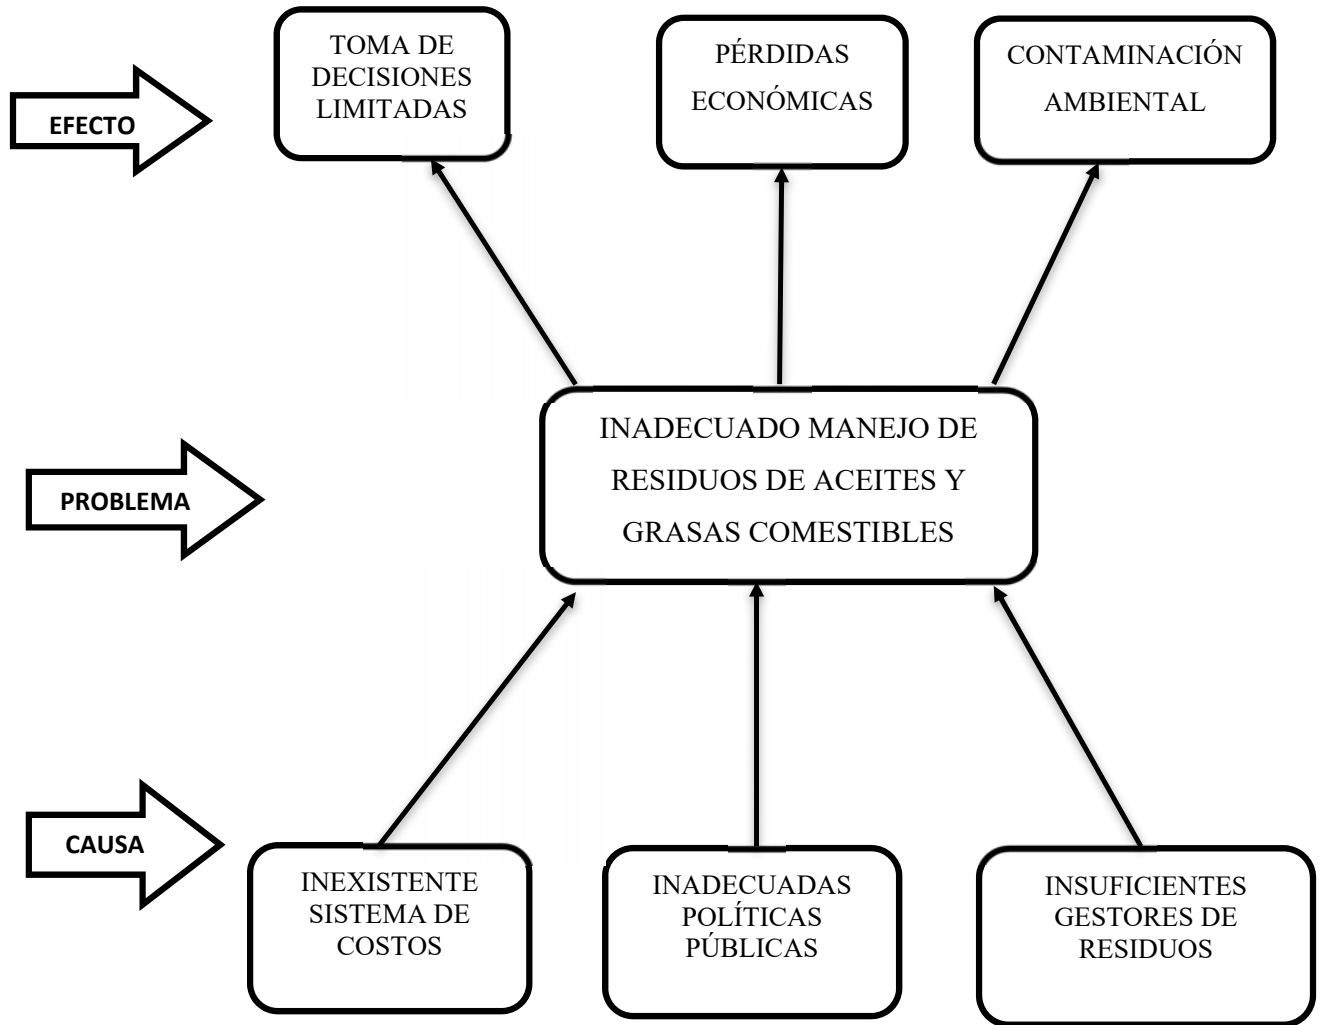 EFECTO
TOMA DE
DECISIONES
LIMITADAS
PÉRDIDAS
ECONÓMICAS
CONTAMINACIÓN
AMBIENTAL
PROBLEMA
INADECUADO MANEJO DE
RESIDUOS DE ACEITES Y
GRASAS COMESTIBLES
CAUSA
INEXISTENTE
SISTEMA DE
COSTOS
INADECUADAS
POLÍTICAS
PÚBLICAS
INSUFICIENTES
GESTORES DE
RESIDUOS